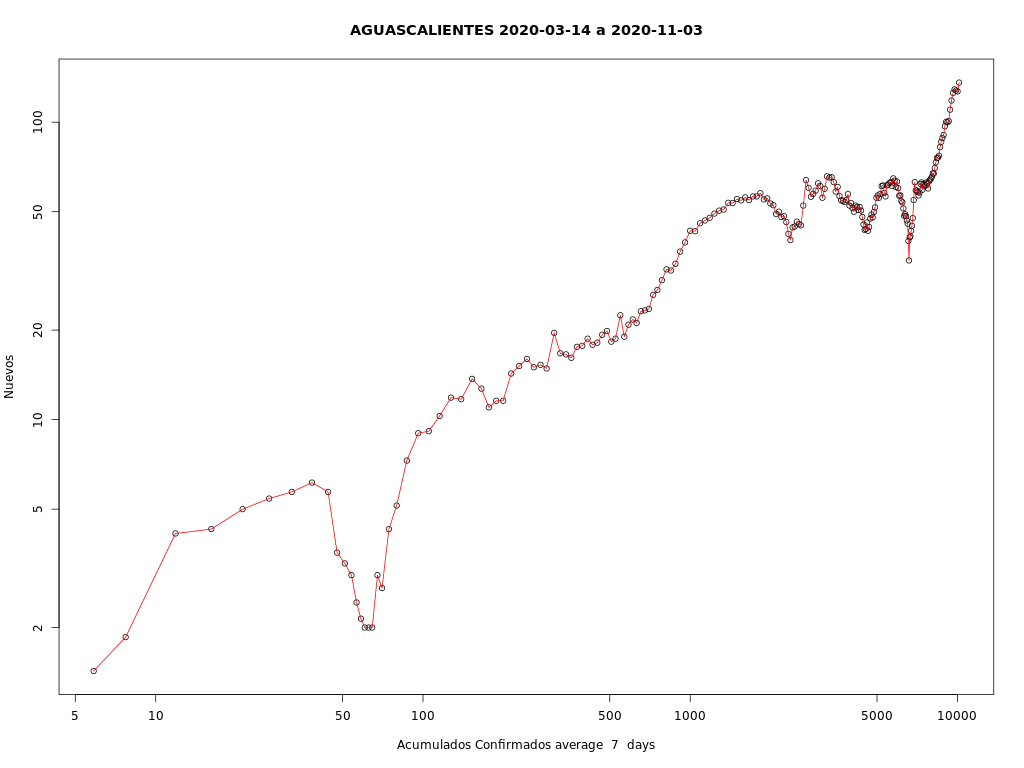 AGUASCALIENTES 2020-03-14 a 2020-11-03
Nuevos
100
50
20
10
5
2
5 10 50 100 500 1000 5000 10000
Acumulados Confirmados average 7 days